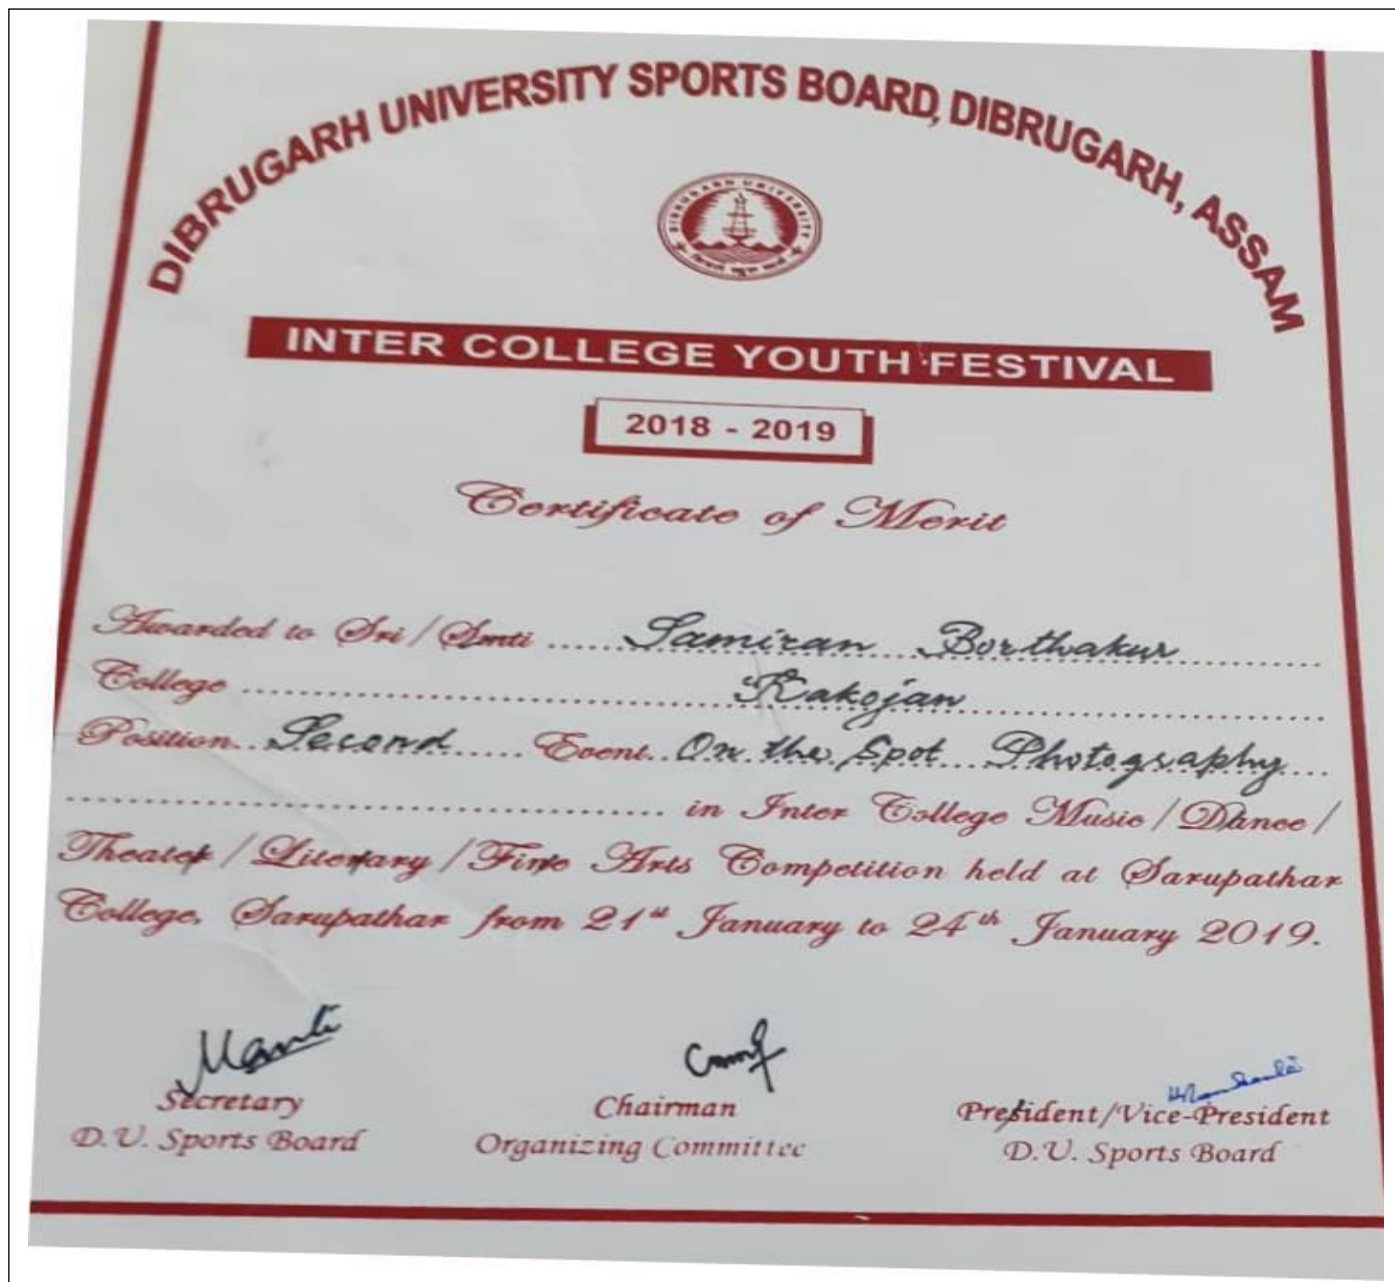 DIBRUGARH UNIVERSITY SPORTS BOARD, DIBRUGARH, ASSAM
DIBRUGARH UNIVERSITY
INTER COLLEGE YOUTH FESTIVAL
2018 - 2019
Certificate of Merit
Awarded to Sri / Smti Samiran Borthakur
College Kakojan
Position Second Event On the Spot Photography
in Inter College Music / Dance /
Theater / Literary / Fine Arts Competition held at Sarupathar
College, Sarupathar from 21st January to 24th January 2019.
Secretary Chairman President/Vice-President
D.U. Sports Board Organizing Committee D.U. Sports Board